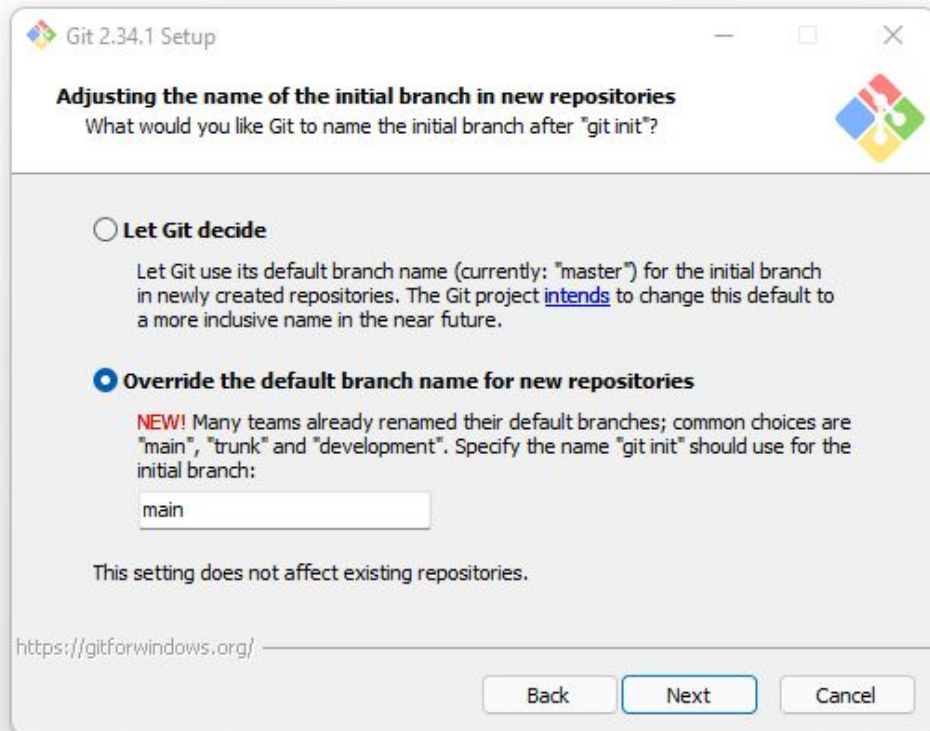 Git 2.34.1 Setup
Adjusting the name of the initial branch in new repositories
What would you like Git to name the initial branch after "git init"?
Let Git decide
Let Git use its default branch name (currently: "master") for the initial branch
in newly created repositories. The Git project intends to change this default to
a more inclusive name in the near future.
Override the default branch name for new repositories
NEW! Many teams already renamed their default branches; common choices are
"main", "trunk" and "development". Specify the name "git init" should use for the
initial branch:
main
This setting does not affect existing repositories.
https://gitforwindows.org/
Back Next Cancel